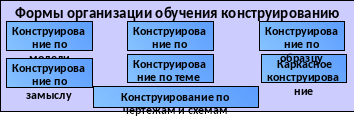 Формы организации обучения конструированию
Конструирова
ние по
модели
Конструирова
ние по
Конструирова
ние по
образцу
Конструирова
ние по
замыслу
Конструирова
ние по теме
Каркасное
конструирова
ние
Конструирование по
чертежам и схемам